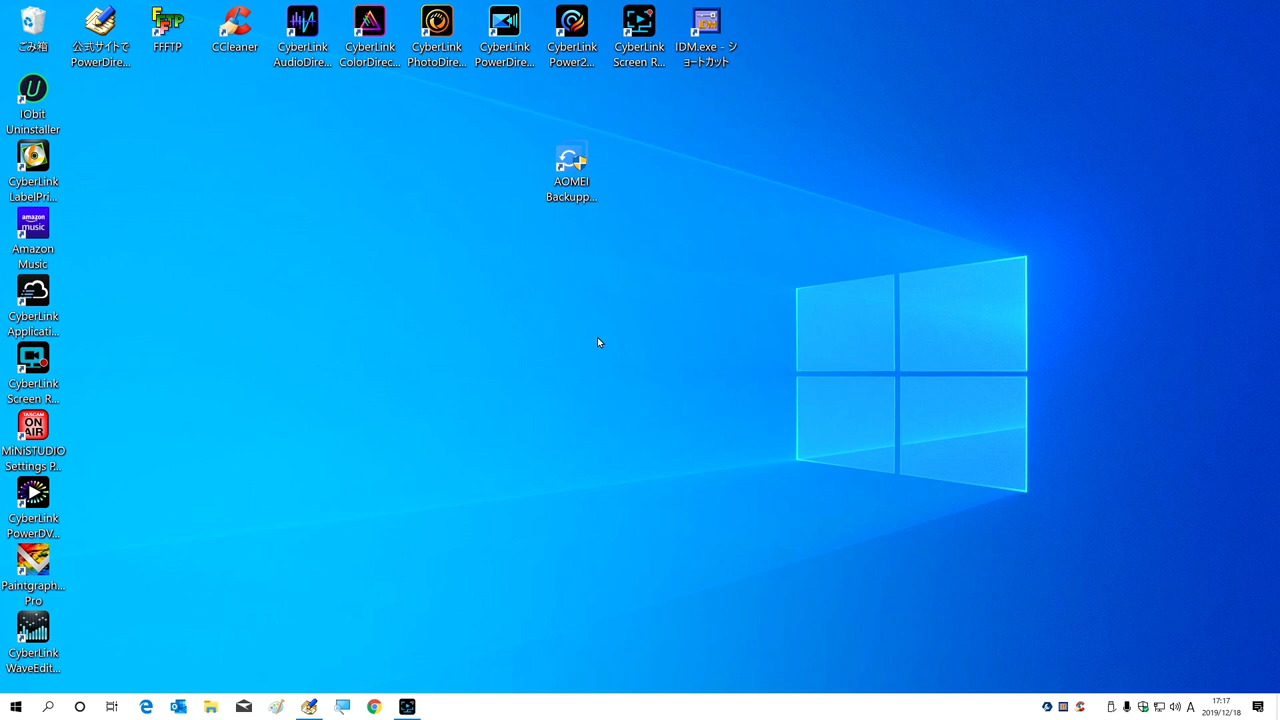 ごみ箱
公式サイトで
PowerDire...
FFFTP
CCleaner
CyberLink
AudioDire...
CyberLink
ColorDirec...
CyberLink
PhotoDire...
CyberLink
PowerDire...
CyberLink
Power2...
CyberLink
Screen R...
IDM.exe - シ
ョートカット
IObit
Uninstaller
AOMEI
Backupp...
CyberLink
LabelPri...
amazon
music
Amazon
Music
CyberLink
Applicati...
CyberLink
Screen R...
TASCAM
ON
AIR
MiNiSTUDIO
Settings P...
CyberLink
PowerDV...
Paintgraph...
Pro
CyberLink
WaveEdit...
A
17:17
2019/12/18